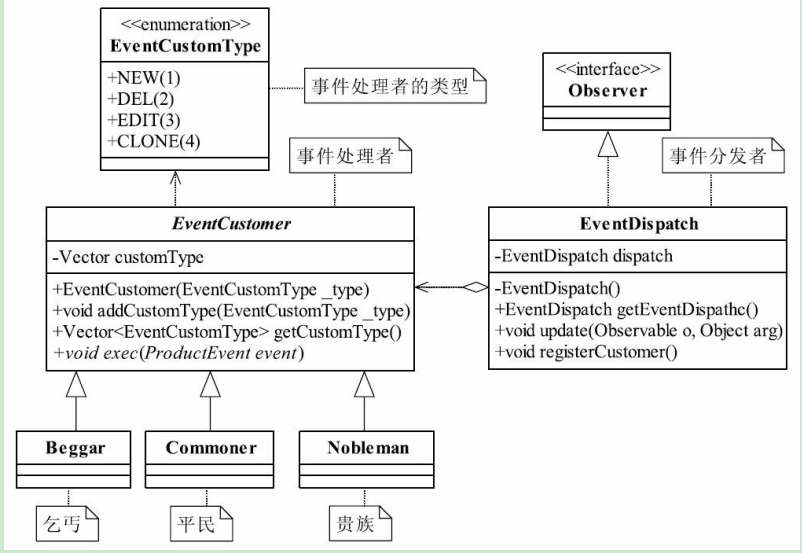 <<enumeration>>
EventCustomType
+NEW(1)
+DEL(2)
+EDIT(3)
+CLONE(4)
事件处理者的类型
<<interface>>
Observer
事件处理者
事件分发者
EventCustomer
-Vector customType
+EventCustomer(EventCustomType _type)
+void addCustomType(EventCustomType _type)
+Vector<EventCustomType> getCustomType()
+void exec(ProductEvent event)
EventDispatch
-EventDispatch dispatch
-EventDispatch()
+EventDispatch getEventDispathc()
+void update(Observable o, Object arg)
+void registerCustomer()
Beggar
Commoner
Nobleman
乞丐
平民
贵族